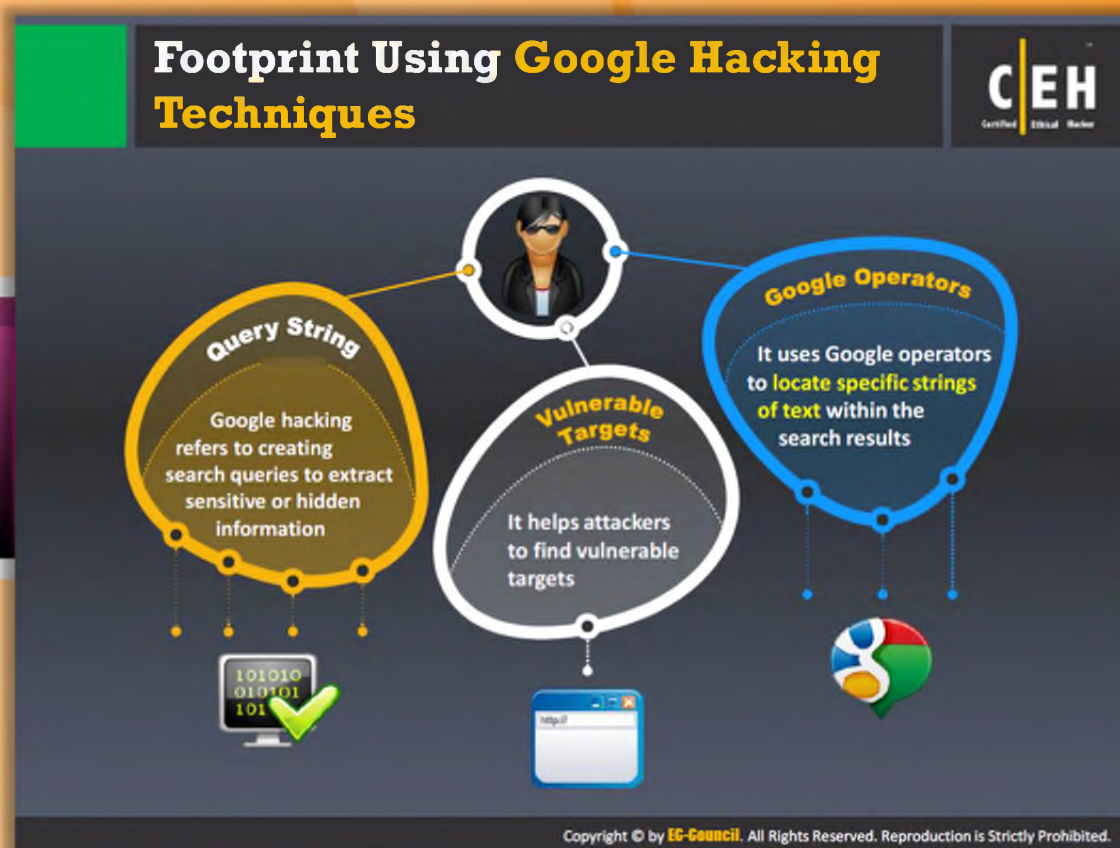 Footprint Using Google Hacking
Techniques
C|EH
Certified Ethical Hacker
Query String
Google hacking
refers to creating
search queries to extract
sensitive or hidden
information
Vulnerable
Targets
It helps attackers
to find vulnerable
targets
Google Operators
It uses Google operators
to locate specific strings
of text within the
search results
101010
010101
101
http://
Copyright © by EG-Council. All Rights Reserved. Reproduction is Strictly Prohibited.